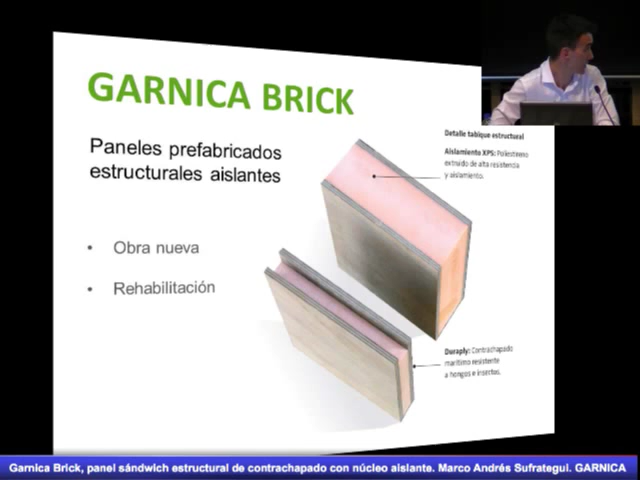 GARNICA BRICK
Paneles prefabricados
estructurales aislantes
• Obra nueva
• Rehabilitación
Detalle tabique estructural
Aislamiento XPS: Poliestireno
extruido de alta resistencia
y aislamiento.
Duraply: Contrachapado
marítimo resistente
a hongos e insectos.
Garnica Brick, panel sándwich estructural de contrachapado con núcleo aislante. Marco Andrés Sufrategui. GARNICA